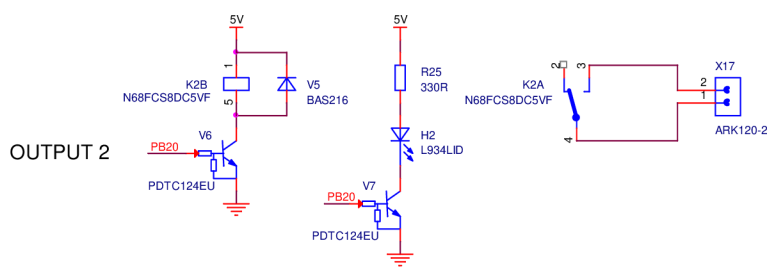 5V
1
K2B
N68FCS8DC5VF
5
V5
BAS216
V6
PB20
PDTC124EU
OUTPUT 2
5V
R25
330R
H2
L934LID
V7
PB20
PDTC124EU
2
3
K2A
N68FCS8DC5VF
4
X17
2
1
ARK120-2